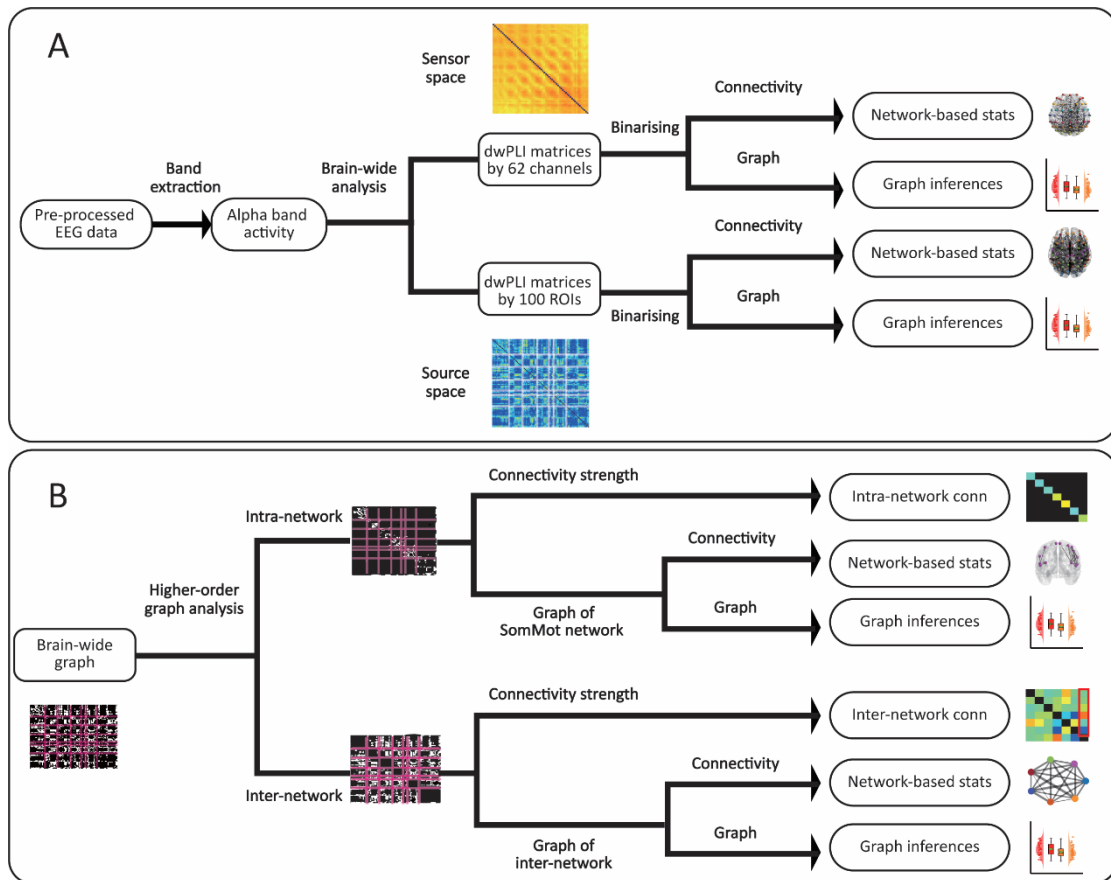 A
Sensor
space
Connectivity
Network-based stats
Binarising
dwPLI matrices
by 62 channels
Graph
Graph inferences
Band
extraction
Brain-wide
analysis
Pre-processed
EEG data
Alpha band
activity
Connectivity
Network-based stats
dwPLI matrices
by 100 ROIs
Graph
Binarising
Graph inferences
Source
space
B
Connectivity strength
Intra-network conn
Intra-network
Connectivity
Network-based stats
Higher-order
graph analysis
Graph of
SomMot network
Graph
Graph inferences
Brain-wide
graph
Connectivity strength
Inter-network conn
Connectivity
Network-based stats
Inter-network
Graph of
inter-network
Graph
Graph inferences